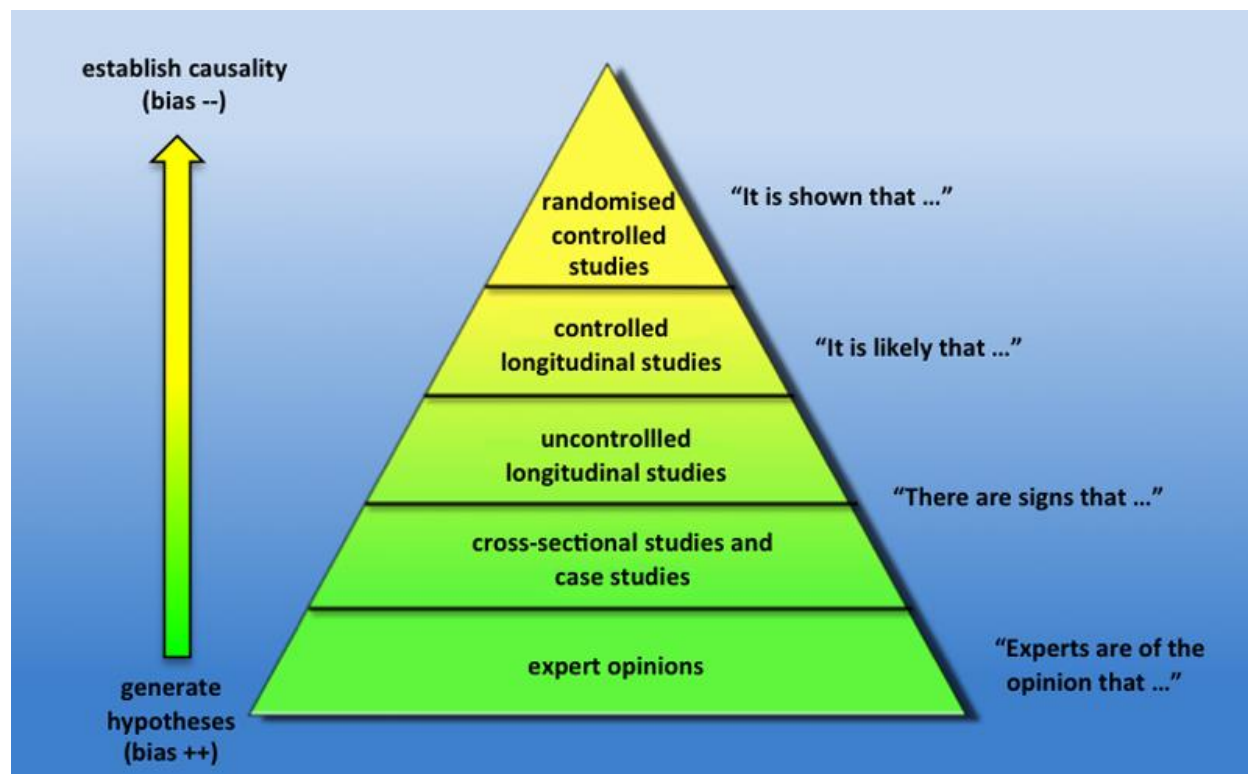 establish causality
(bias --)
randomised
controlled
studies
“It is shown that ...”
controlled
longitudinal studies
“It is likely that ...”
uncontrollled
longitudinal studies
“There are signs that ...”
cross-sectional studies and
case studies
expert opinions
“Experts are of the
opinion that ...”
generate
hypotheses
(bias ++)